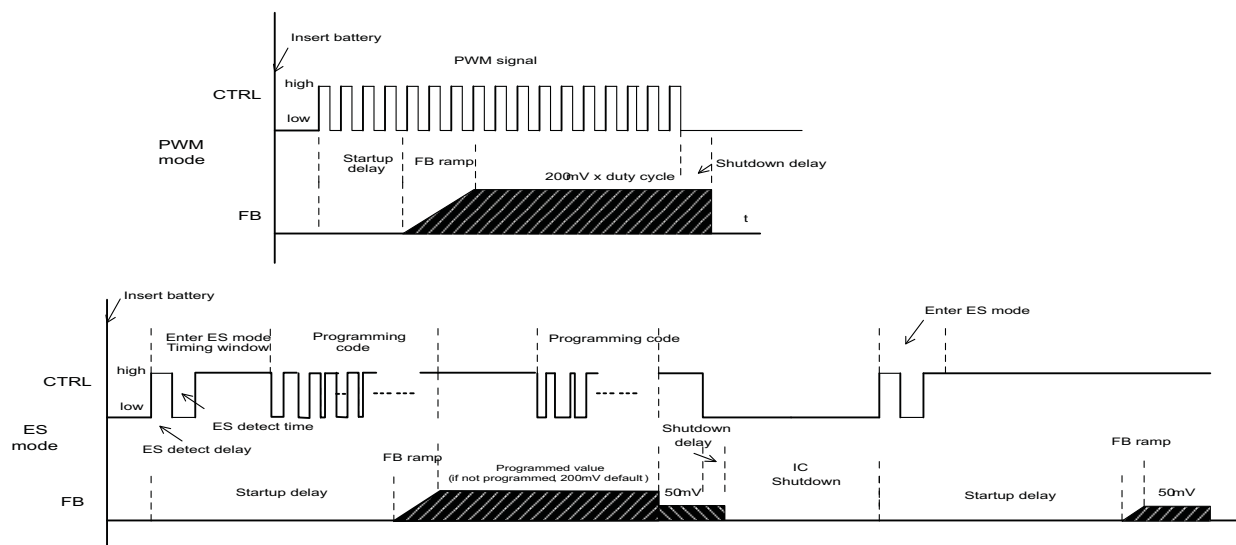 Insert battery
PWM signal
high
CTRL
low
PWM
mode
Startup
delay
FB ramp
Shutdown delay
200mV x duty cycle
FB
t
Insert battery
Enter ES mode
Enter ES mode
Timing window
Programming
code
Programming code
high
CTRL
low
ES detect time
ES
mode
ES detect delay
Shutdown
delay
FB ramp
FB ramp
Programmed value
(if not programmed, 200mV default)
IC
Shutdown
Startup delay
50mV
Startup delay
50mV
FB